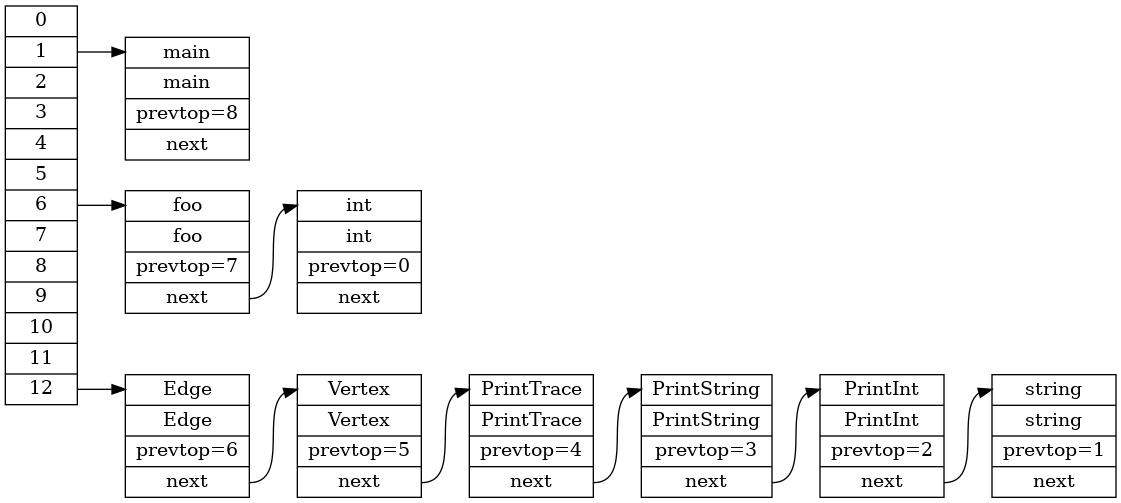 0
1
2
3
4
5
6
7
8
9
10
11
12
main
main
prevtop=8
next
foo
foo
prevtop=7
next
int
int
prevtop=0
next
Edge
Edge
prevtop=6
next
Vertex
Vertex
prevtop=5
next
PrintTrace
PrintTrace
prevtop=4
next
PrintString
PrintString
prevtop=3
next
PrintInt
PrintInt
prevtop=2
next
string
string
prevtop=1
next